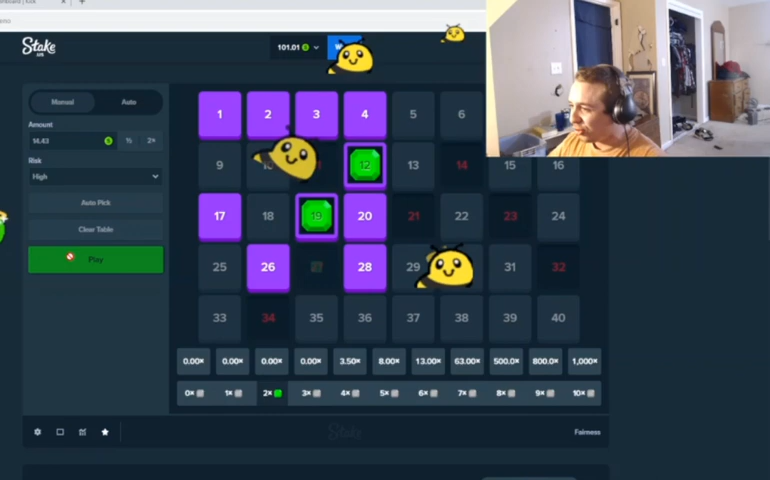 Stake
.us
101.01
Manual
Auto
Amount
14.43
½
2×
Risk
High
Auto Pick
Clear Table
Play
1 2 3 4 5 6
9 12 13 14 15 16
17 18 19 20 21 22 23 24
25 26 28 29 31 32
33 34 35 36 37 38 39 40
0.00× 0.00× 0.00× 0.00× 3.50× 8.00× 13.00× 63.00× 500.0× 800.0× 1,000×
0× 1× 2× 3× 4× 5× 6× 7× 8× 9× 10×
Stake
Fairness